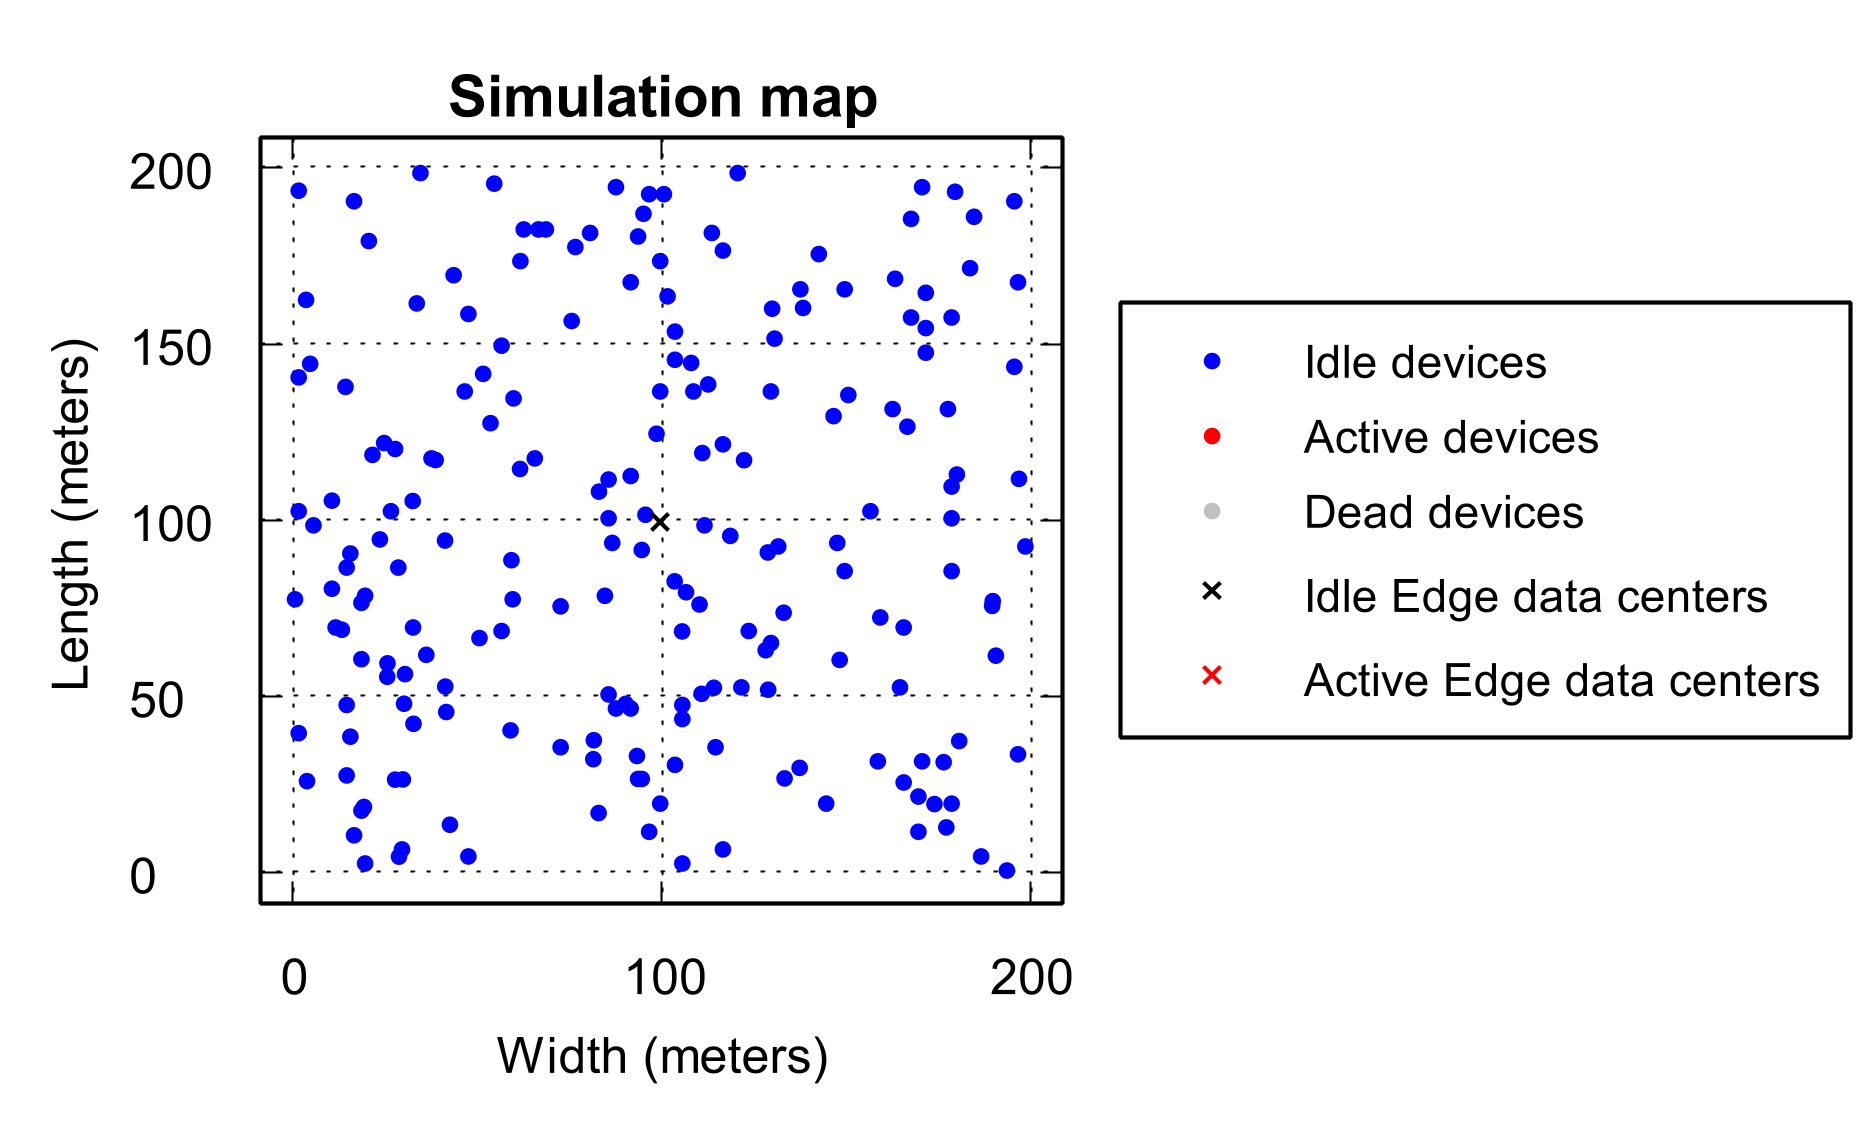 Simulation map
200
150
100
50
0
Length (meters)
0 100 200
Width (meters)
Idle devices
Active devices
Dead devices
Idle Edge data centers
Active Edge data centers